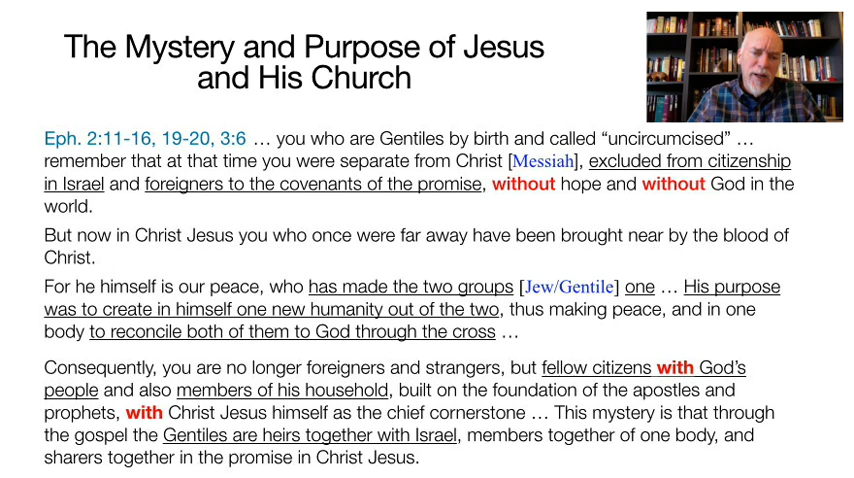 The Mystery and Purpose of Jesus
and His Church
Eph. 2:11-16, 19-20, 3:6 … you who are Gentiles by birth and called “uncircumcised” …
remember that at that time you were separate from Christ [Messiah], excluded from citizenship
in Israel and foreigners to the covenants of the promise, without hope and without God in the
world.
But now in Christ Jesus you who once were far away have been brought near by the blood of
Christ.
For he himself is our peace, who has made the two groups [Jew/Gentile] one … His purpose
was to create in himself one new humanity out of the two, thus making peace, and in one
body to reconcile both of them to God through the cross …
Consequently, you are no longer foreigners and strangers, but fellow citizens with God’s
people and also members of his household, built on the foundation of the apostles and
prophets, with Christ Jesus himself as the chief cornerstone … This mystery is that through
the gospel the Gentiles are heirs together with Israel, members together of one body, and
sharers together in the promise in Christ Jesus.